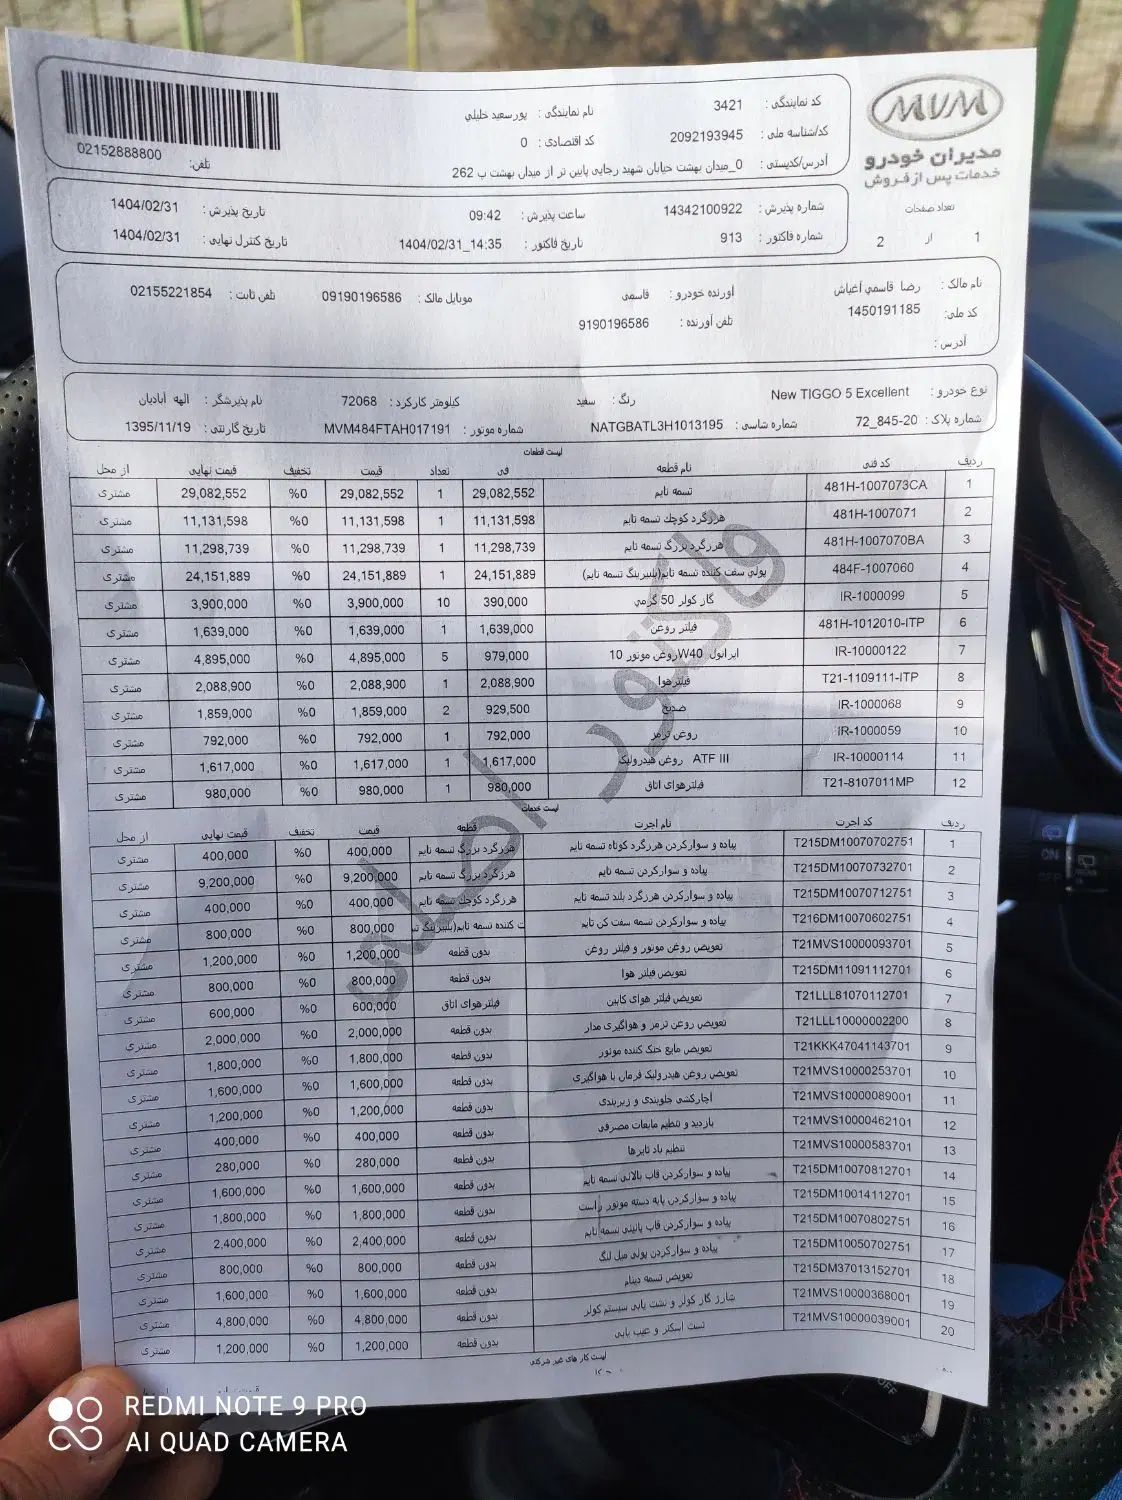 MVM
مدیران خودرو
خدمات پس از فروش
کد نمایندگی : 3421 نام نمایندگی : پورسعید خلیلی
کد/شناسه ملی : 2092193945 کد اقتصادی : 0
آدرس/کدپستی : 0_میدان بهشت خیابان شهید رجایی پایین تر از میدان بهشت پ 262 تلفن: 02152888800
تعداد صفحات
1 از 2
شماره پذیرش : 14342100922 ساعت پذیرش : 09:42 تاریخ پذیرش : 1404/02/31
شماره فاکتور : 913 تاریخ فاکتور : 1404/02/31_14:35 تاریخ کنترل نهایی : 1404/02/31
نام مالک : رضا قاسمي آغباش آورنده خودرو : قاسمی موبایل مالک : 09190196586 تلفن ثابت : 02155221854
کد ملی: 1450191185 تلفن آورنده : 9190196586
آدرس :
نوع خودرو : New TIGGO 5 Excellent رنگ : سفید کیلومتر کارکرد : 72068 نام پذیرشگر : الهه آبادیان
شماره پلاک : 72_845-20 شماره شاسی : NATGBATL3H1013195 شماره موتور : MVM484FTAH017191 تاریخ گارنتی : 1395/11/19
لیست قطعات
ردیف کد فنی نام قطعه فی تعداد قیمت تخفیف قیمت نهایی از محل
1 481H-1007073CA تسمه تایم 29,082,552 1 29,082,552 %0 29,082,552 مشتری
2 481H-1007071 هرزگرد کوچک تسمه تایم 11,131,598 1 11,131,598 %0 11,131,598 مشتری
3 481H-1007070BA هرزگرد بزرگ تسمه تایم 11,298,739 1 11,298,739 %0 11,298,739 مشتری
4 484F-1007060 پولی سفت کننده تسمه تایم(بلبیرینگ تسمه تایم) 24,151,889 1 24,151,889 %0 24,151,889 مشتری
5 IR-1000099 گاز کولر 50 گرمي 390,000 10 3,900,000 %0 3,900,000 مشتری
6 481H-1012010-ITP فیلتر روغن 1,639,000 1 1,639,000 %0 1,639,000 مشتری
7 IR-10000122 ایرانول W40روغن موتور 10 979,000 5 4,895,000 %0 4,895,000 مشتری
8 T21-1109111-ITP فیلترهوا 2,088,900 1 2,088,900 %0 2,088,900 مشتری
9 IR-1000068 ضدیخ 929,500 2 1,859,000 %0 1,859,000 مشتری
10 IR-1000059 روغن ترمز 792,000 1 792,000 %0 792,000 مشتری
11 IR-10000114 ATF III روغن هیدرولیک 1,617,000 1 1,617,000 %0 1,617,000 مشتری
12 T21-8107011MP فیلترهوای اتاق 980,000 1 980,000 %0 980,000 مشتری
فاکتور اصلی
لیست خدمات
ردیف کد اجرت نام اجرت قطعه قیمت تخفیف قیمت نهایی از محل
1 T215DM10070702751 پیاده و سوارکردن هرزگرد کوتاه تسمه تایم هرزگرد بزرگ تسمه تایم 400,000 %0 400,000 مشتری
2 T215DM10070732701 پیاده و سوارکردن تسمه تایم هرزگرد بزرگ تسمه تایم 9,200,000 %0 9,200,000 مشتری
3 T215DM10070712751 پیاده و سوارکردن هرزگرد بلند تسمه تایم هرزگرد کوچک تسمه تایم 400,000 %0 400,000 مشتری
4 T216DM10070602751 پیاده و سوارکردن تسمه سفت کن تایم ت کننده تسمه تایم(بلبیرینگ تس 800,000 %0 800,000 مشتری
5 T21MVS10000093701 تعویض روغن موتور و فیلتر روغن بدون قطعه 1,200,000 %0 1,200,000 مشتری
6 T215DM11091112701 تعویض فیلتر هوا بدون قطعه 800,000 %0 800,000 مشتری
7 T21LLL81070112701 تعویض فیلتر هوای کابین فیلترهوای اتاق 600,000 %0 600,000 مشتری
8 T21LLL10000002200 تعویض روغن ترمز و هواگیری مدار بدون قطعه 2,000,000 %0 2,000,000 مشتری
9 T21KKK47041143701 تعویض مایع خنک کننده موتور بدون قطعه 1,800,000 %0 1,800,000 مشتری
10 T21MVS10000253701 تعویض روغن هیدرولیک فرمان با هواگیری بدون قطعه 1,600,000 %0 1,600,000 مشتری
11 T21MVS10000089001 آچارکشی جلوبندی و زیربندی بدون قطعه 1,200,000 %0 1,200,000 مشتری
12 T21MVS10000462101 بازدید و تنظیم مایعات مصرفی بدون قطعه 400,000 %0 400,000 مشتری
13 T21MVS10000583701 تنظیم باد تایرها بدون قطعه 280,000 %0 280,000 مشتری
14 T215DM10070812701 پیاده و سوارکردن قاب بالائی تسمه تایم بدون قطعه 1,600,000 %0 1,600,000 مشتری
15 T215DM10014112701 پیاده و سوارکردن پایه دسته موتور راست بدون قطعه 1,800,000 %0 1,800,000 مشتری
16 T215DM10070802751 پیاده و سوارکردن قاب پائینی تسمه تایم بدون قطعه 2,400,000 %0 2,400,000 مشتری
17 T215DM10050702751 پیاده و سوارکردن پولی میل لنگ بدون قطعه 800,000 %0 800,000 مشتری
18 T215DM37013152701 تعویض تسمه دینام بدون قطعه 1,600,000 %0 1,600,000 مشتری
19 T21MVS10000368001 شارژ گاز کولر و نشت یابی سیستم کولر بدون قطعه 4,800,000 %0 4,800,000 مشتری
20 T21MVS10000039001 تست اسکنر و عیب یابی بدون قطعه 1,200,000 %0 1,200,000 مشتری
لیست کار های غیر شرکتی
ON
OFF
REDMI NOTE 9 PRO
AI QUAD CAMERA